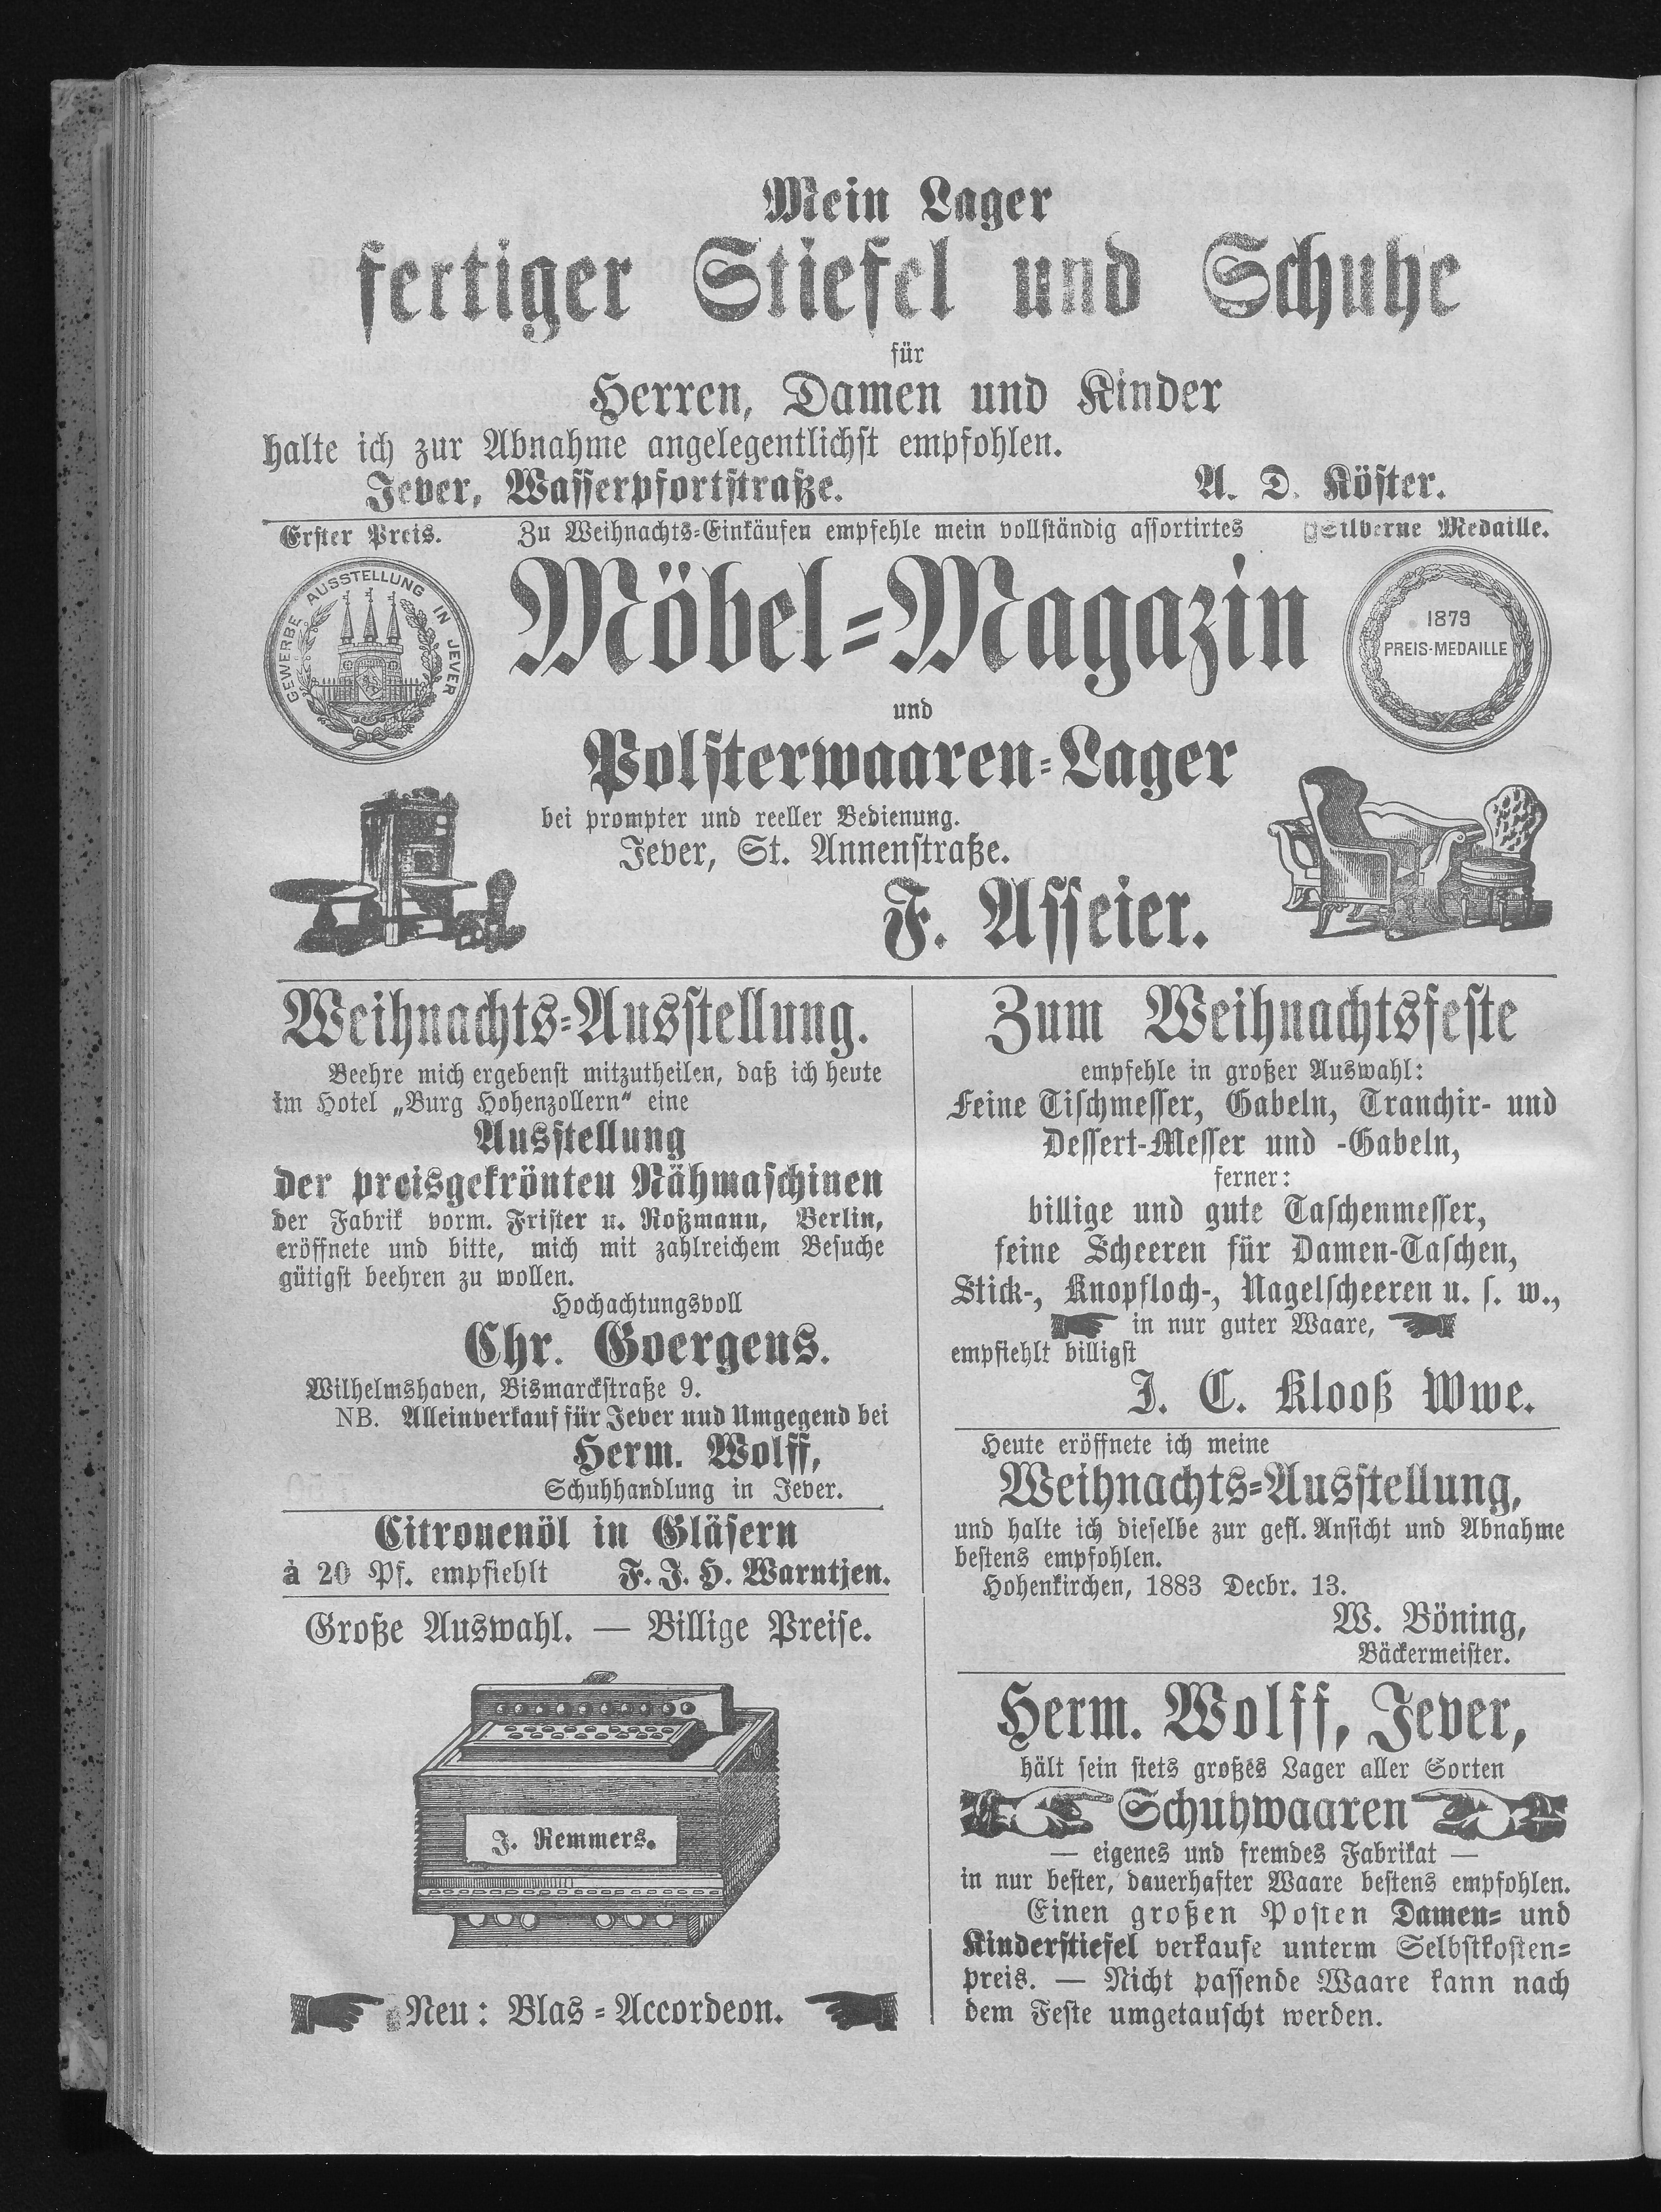 Mein Lager
fertiger Stiefel und Schuhe
für
Herren, Damen und Kinder
halte ich zur Abnahme angelegentlichst empfohlen.
Jever, Wasserpfortstraße. A. D. Köster.
Erster Preis. Zu Weihnachts-Einkäufen empfehle mein vollständig assortirtes Silberne Medaille.
GEWERBE AUSSTELLUNG IN JEVER
Möbel-Magazin
1879
PREIS-MEDAILLE
und
Polsterwaaren-Lager
bei prompter und reeller Bedienung.
Jever, St. Annenstraße.
F. Asseier.
Weihnachts-Ausstellung.
Beehre mich ergebenst mitzutheilen, daß ich heute
im Hotel „Burg Hohenzollern“ eine
Ausstellung
der preisgekrönten Nähmaschinen
der Fabrik vorm. Frister u. Roßmann, Berlin,
eröffnete und bitte, mich mit zahlreichem Besuche
gütigst beehren zu wollen.
Hochachtungsvoll
Chr. Goergens.
Wilhelmshaven, Bismarckstraße 9.
NB. Alleinverkauf für Jever und Umgegend bei
Herm. Wolff,
Schuhhandlung in Jever.
Citronenöl in Gläsern
à 20 Pf. empfiehlt F. J. H. Warntjen.
Große Auswahl. — Billige Preise.
J. Remmers.
Neu: Blas-Accordeon.
Zum Weihnachtsfeste
empfehle in großer Auswahl:
Feine Tischmesser, Gabeln, Tranchir- und
Dessert-Messer und -Gabeln,
ferner:
billige und gute Taschenmesser,
feine Scheeren für Damen-Taschen,
Stick-, Knopfloch-, Nagelscheeren u. s. w.,
in nur guter Waare,
empfiehlt billigst
J. C. Klooß Wwe.
Heute eröffnete ich meine
Weihnachts-Ausstellung,
und halte ich dieselbe zur gefl. Ansicht und Abnahme
bestens empfohlen.
Hohenkirchen, 1883 Decbr. 13.
W. Böning,
Bäckermeister.
Herm. Wolff, Jever,
hält sein stets großes Lager aller Sorten
Schuhwaaren
— eigenes und fremdes Fabrikat —
in nur bester, dauerhafter Waare bestens empfohlen.
Einen großen Posten Damen- und
Kinderstiefel verkaufe unterm Selbstkosten-
preis. — Nicht passende Waare kann nach
dem Feste umgetauscht werden.